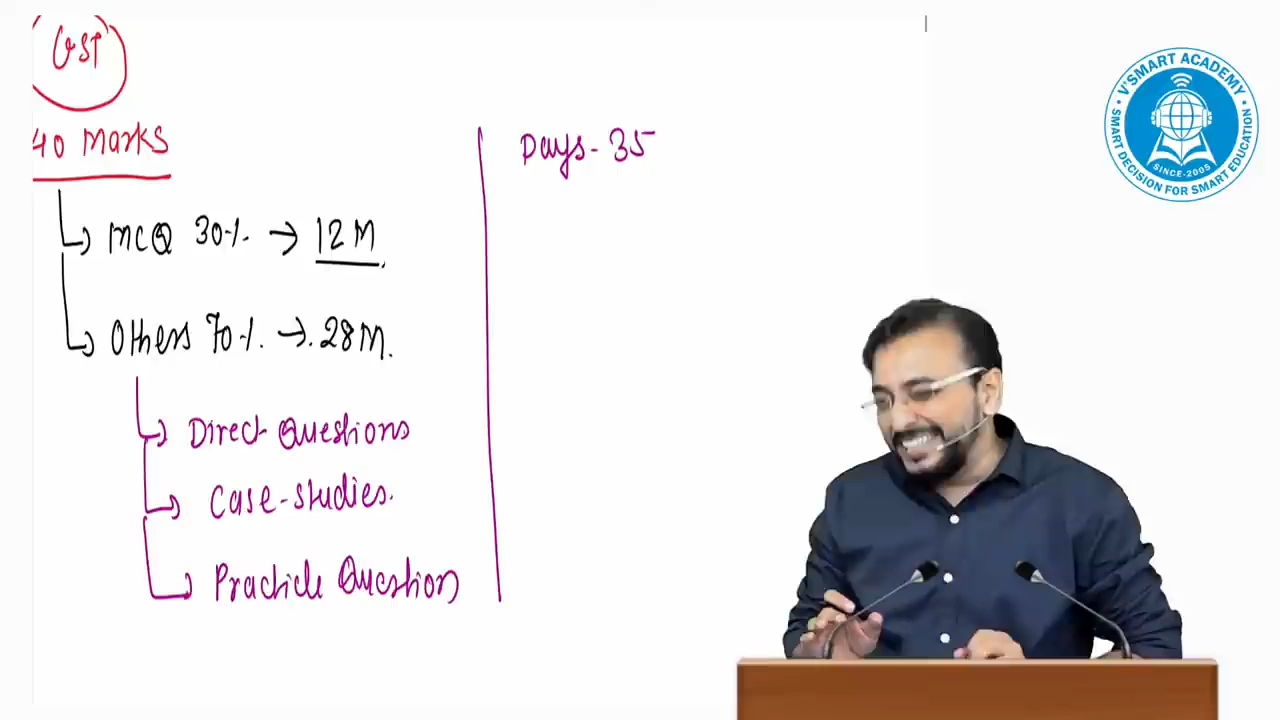 GST
40 Marks
MCQ 30% → 12M
Others 70% → 28M.
Direct Questions
Case-studies.
Practicle Question
Days - 35
V'SMART ACADEMY
SINCE-2005
SMART DECISION FOR SMART EDUCATION